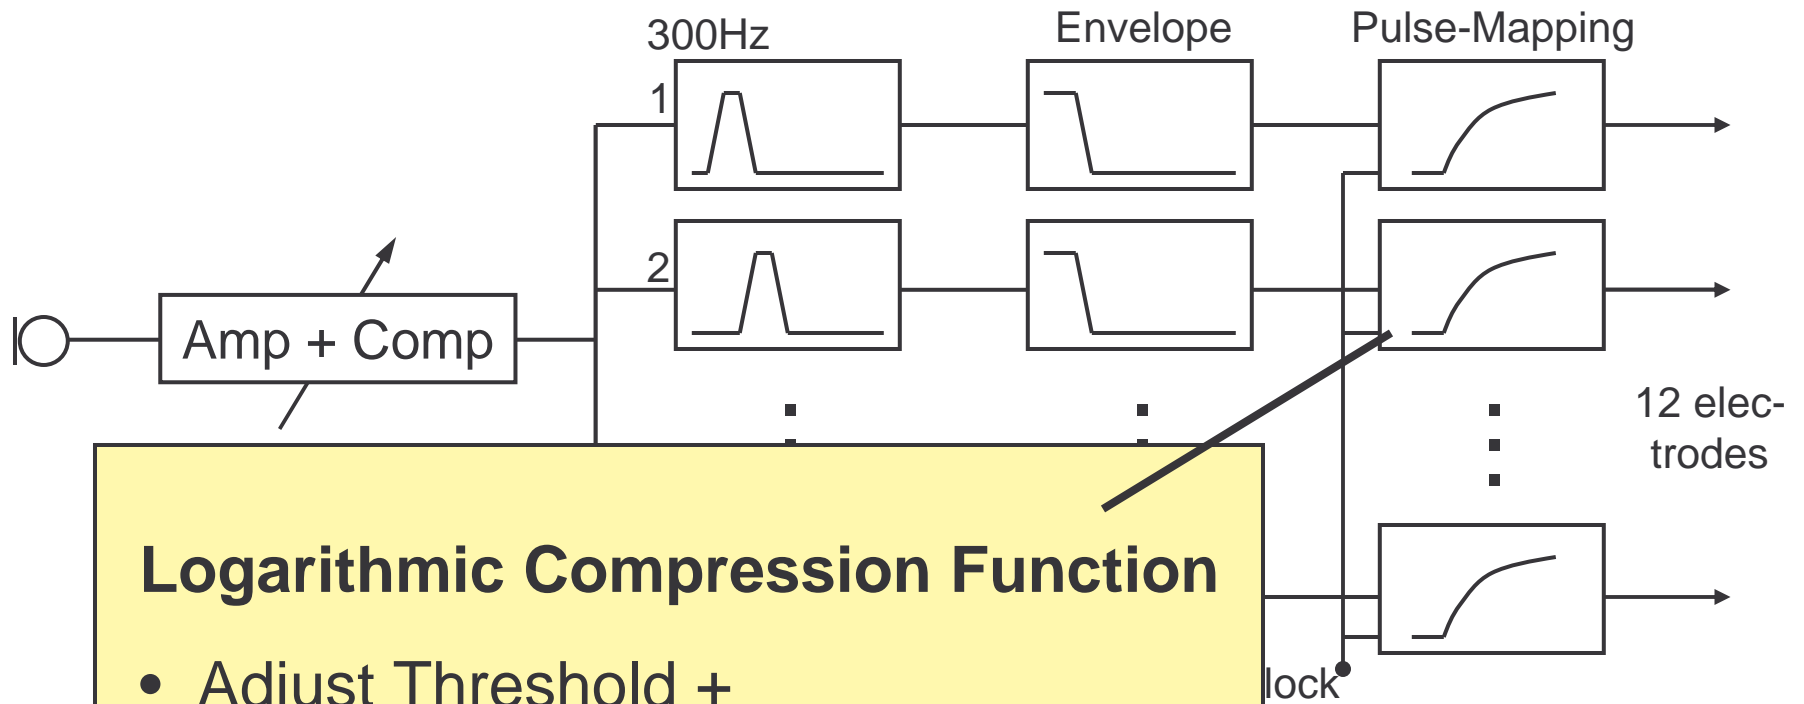 300Hz
Envelope
Pulse-Mapping
1
2
Amp + Comp
12 elec-
trodes
Logarithmic Compression Function
• Adjust Threshold +
lock